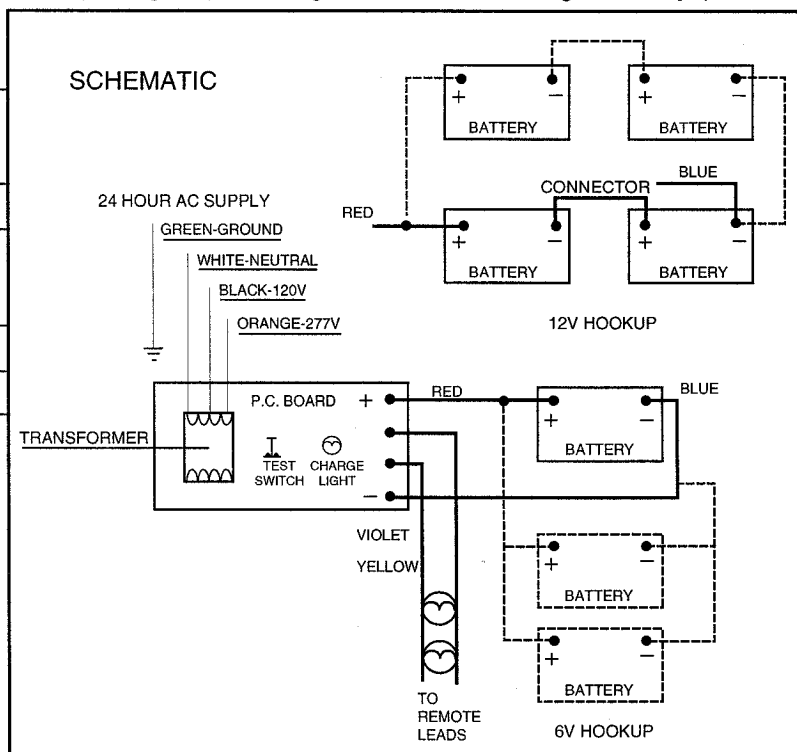 SCHEMATIC
+
−
BATTERY
+
−
BATTERY
24 HOUR AC SUPPLY
GREEN-GROUND
WHITE-NEUTRAL
BLACK-120V
ORANGE-277V
RED
CONNECTOR
BLUE
+
−
BATTERY
+
−
BATTERY
12V HOOKUP
TRANSFORMER
P.C. BOARD
+
TEST
SWITCH
CHARGE
LIGHT
−
RED
BLUE
+
−
BATTERY
VIOLET
YELLOW
+
−
BATTERY
+
−
BATTERY
TO
REMOTE
LEADS
6V HOOKUP